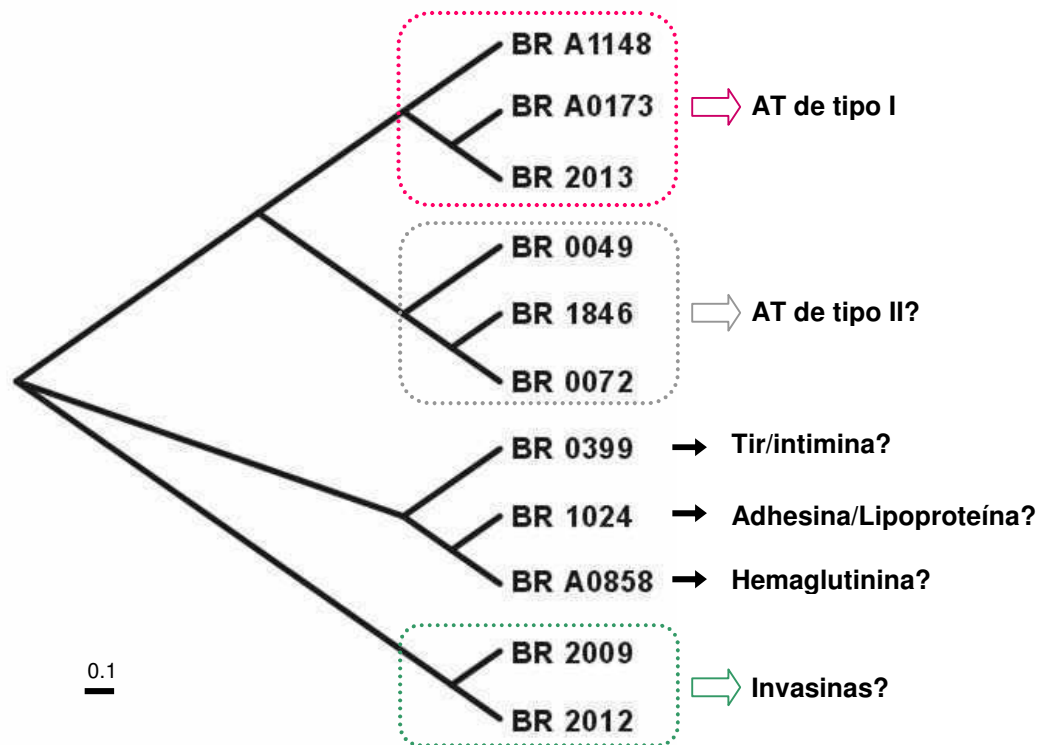 BR A1148
BR A0173 AT de tipo I
BR 2013
BR 0049
BR 1846 AT de tipo II?
BR 0072
BR 0399 Tir/intimina?
BR 1024 Adhesina/Lipoproteína?
BR A0858 Hemaglutinina?
BR 2009
0.1 Invasinas?
BR 2012